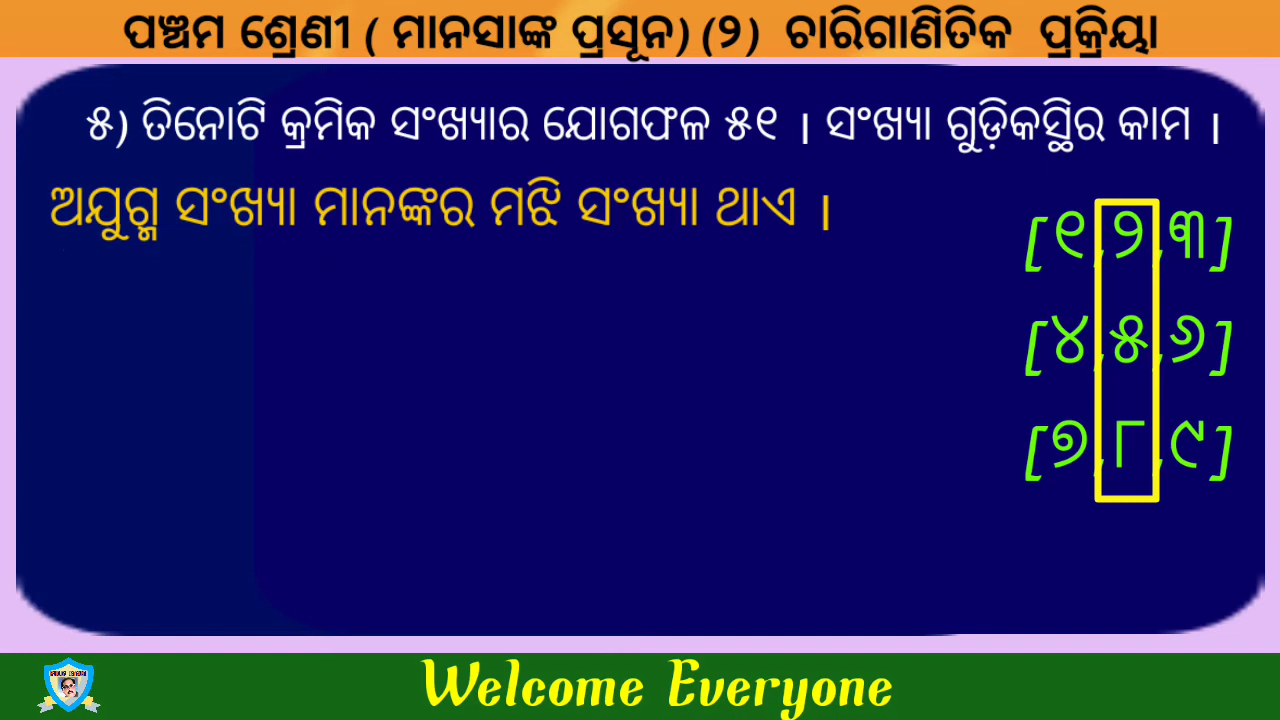 ପଞ୍ଚମ ଶ୍ରେଣୀ ( ମାନସାଙ୍କ ପ୍ରସୂନ) (୨) ଚାରିଗାଣିତିକ ପ୍ରକ୍ରିୟା
୫) ତିନୋଟି କ୍ରମିକ ସଂଖ୍ୟାର ଯୋଗଫଳ ୫୧ । ସଂଖ୍ୟା ଗୁଡ଼ିକସ୍ଥିର କାମ ।
ଅଯୁଗ୍ମ ସଂଖ୍ୟା ମାନଙ୍କର ମଝି ସଂଖ୍ୟା ଥାଏ ।
[୧,୨,୩]
[୪,୫,୬]
[୭,୮,୯]
Welcome Everyone